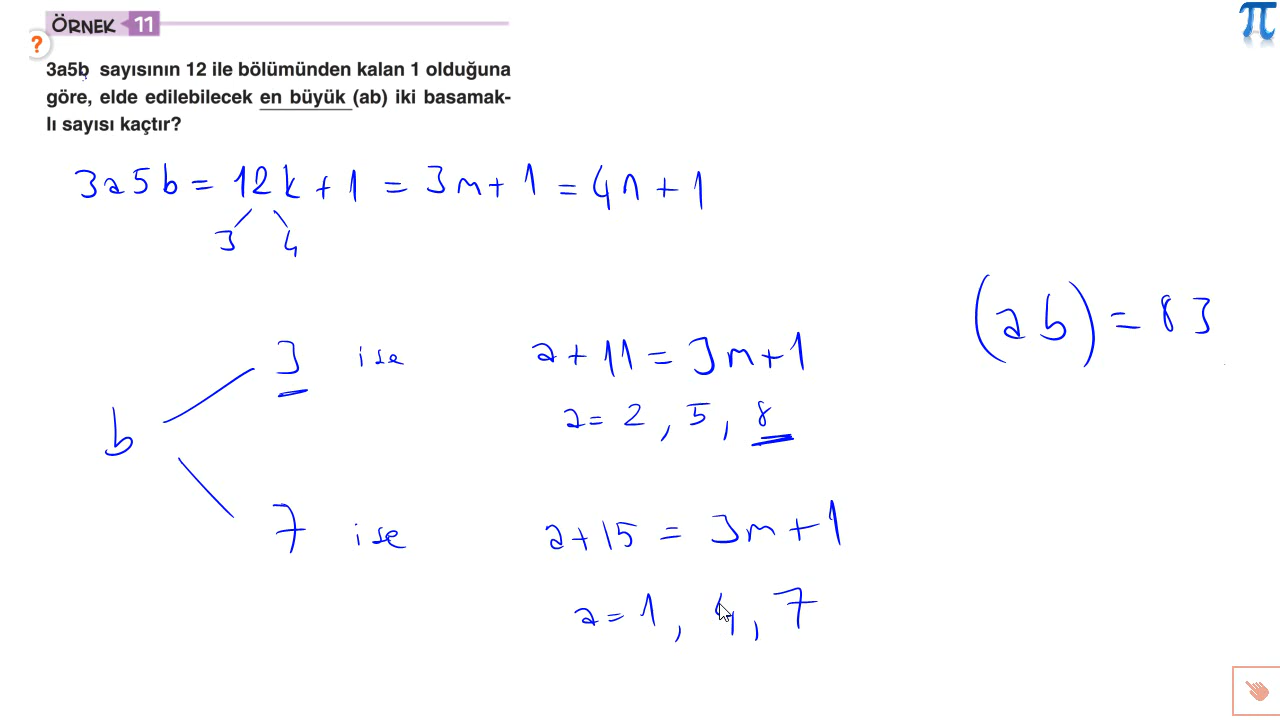 ÖRNEK 11
?
π
3a5b sayısının 12 ile bölümünden kalan 1 olduğuna
göre, elde edilebilecek en büyük (ab) iki basamak-
lı sayısı kaçtır?
3a5b = 12k + 1 = 3m + 1 = 4n + 1
3 4
(ab) = 83
3 ise a + 11 = 3m + 1
a = 2, 5, 8
b
7 ise a + 15 = 3m + 1
a = 1, 4, 7